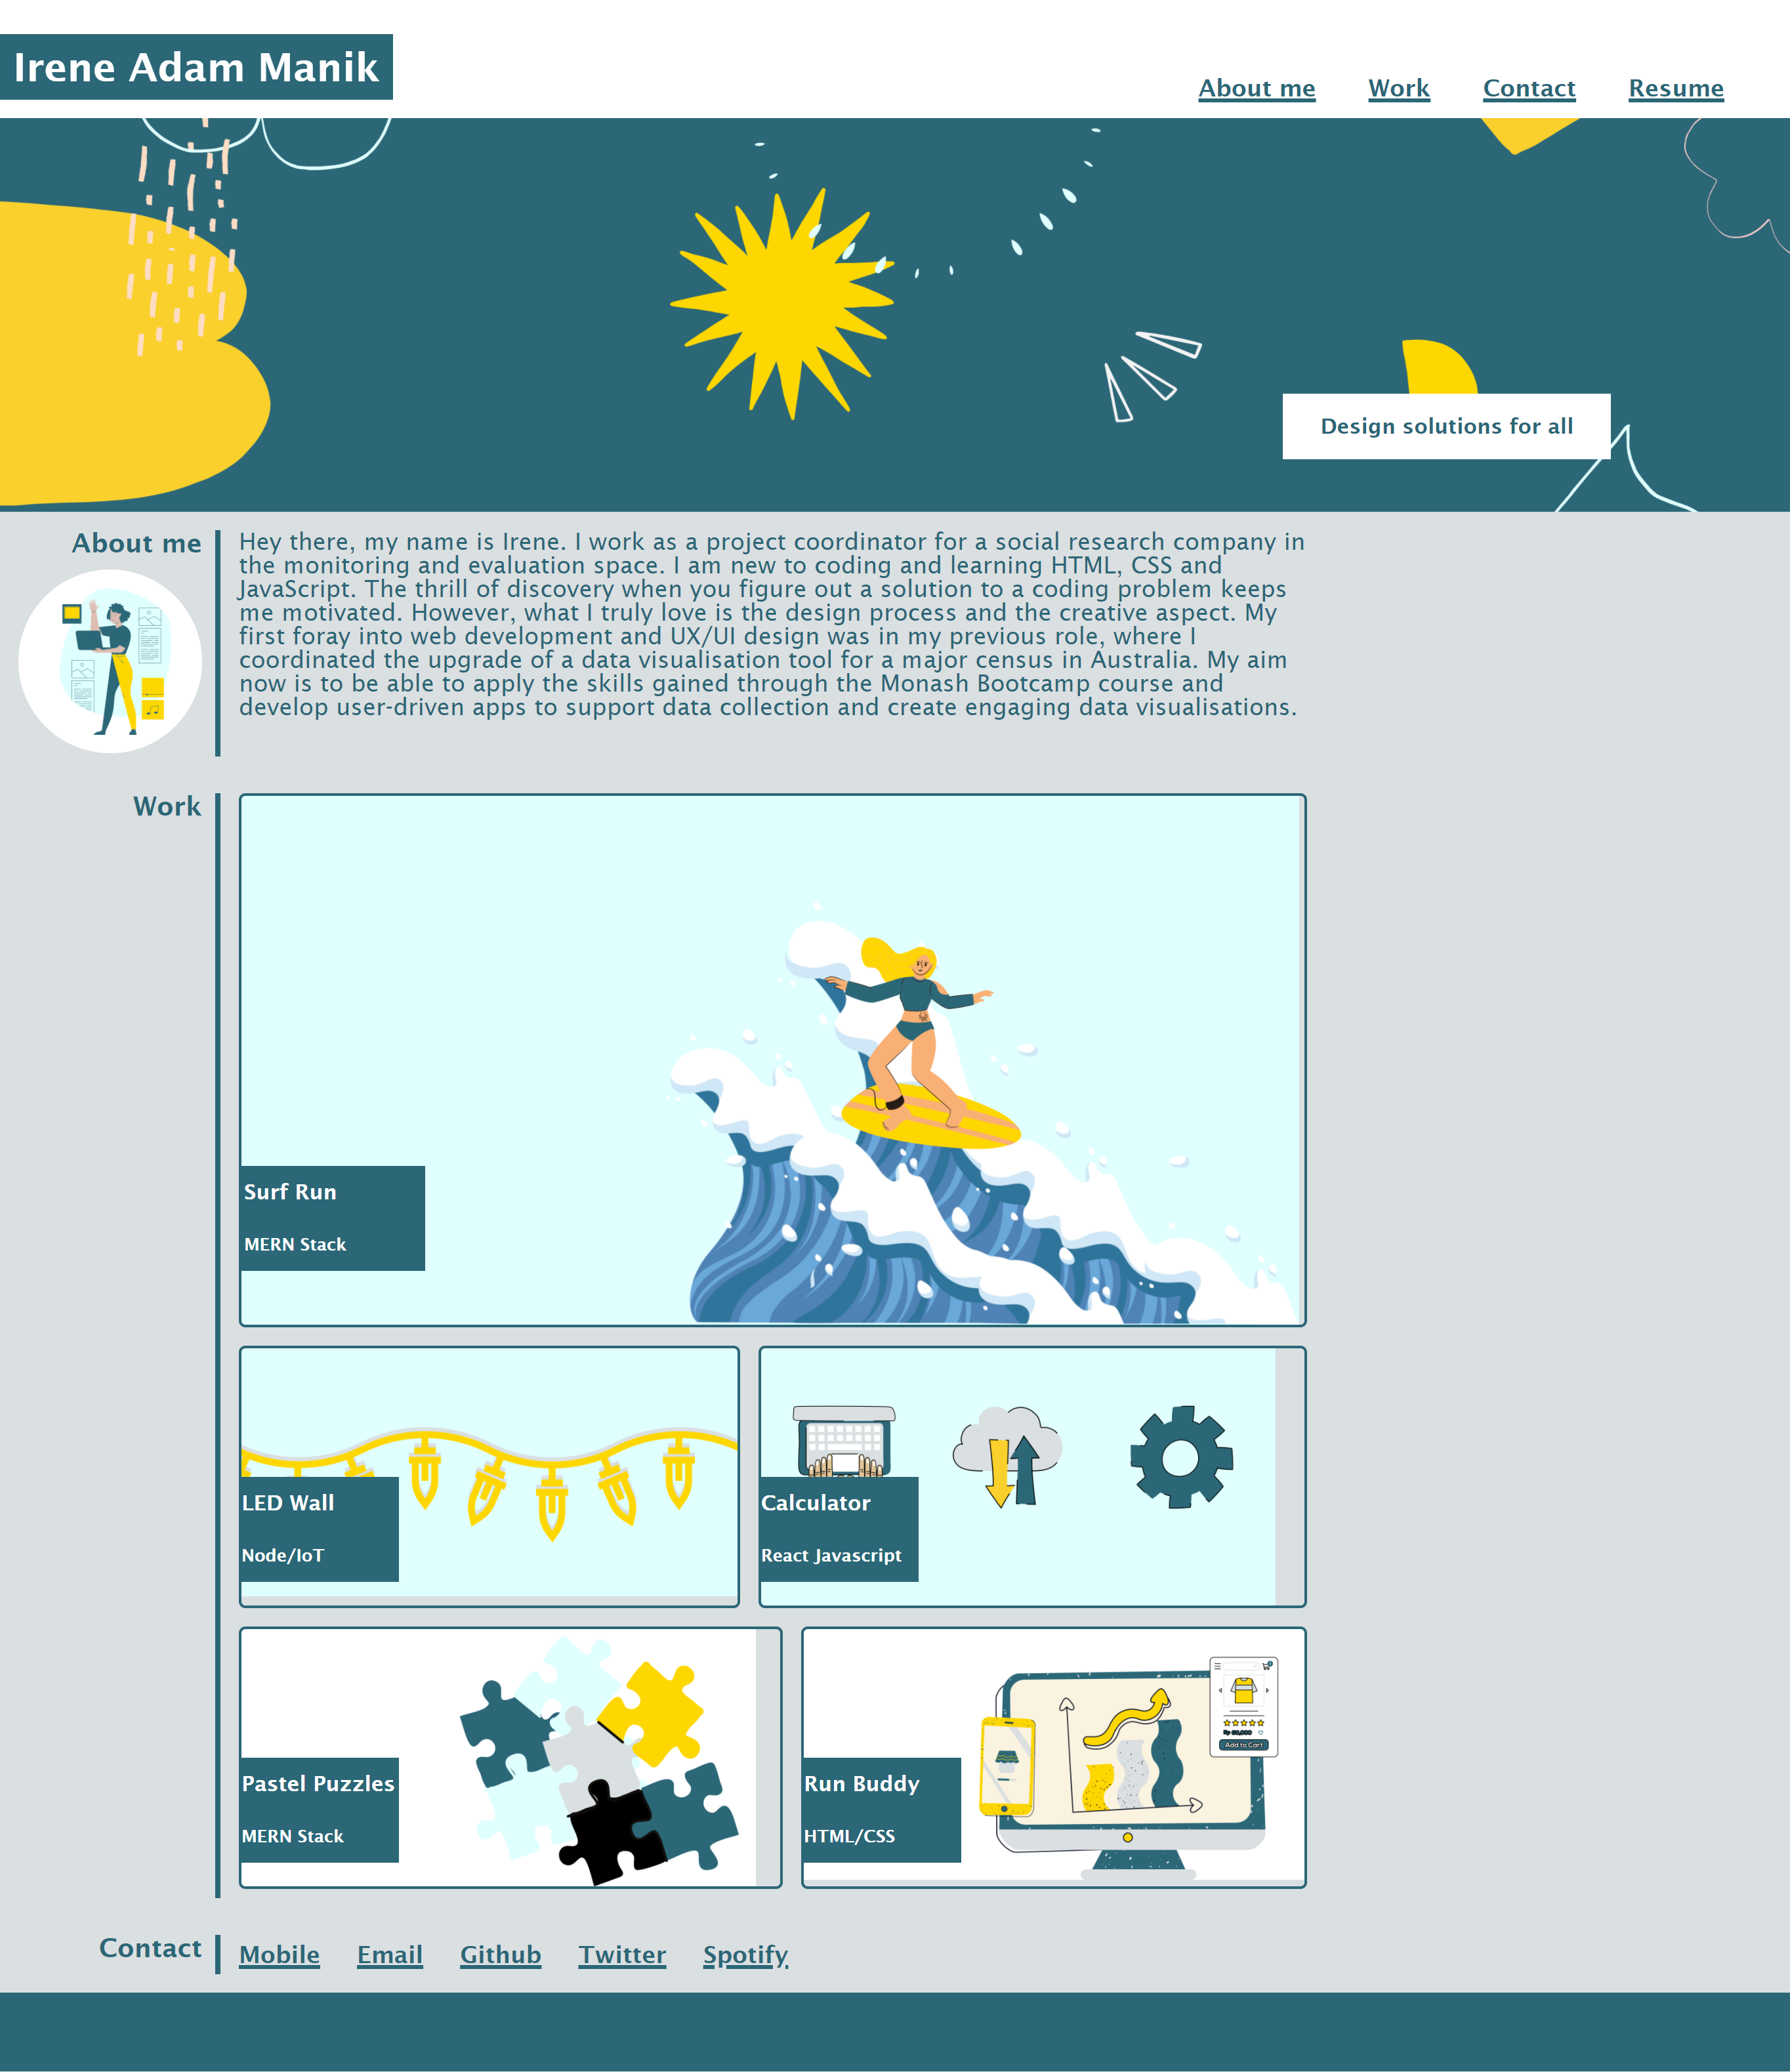 Irene Adam Manik
About me Work Contact Resume
Design solutions for all
About me
Hey there, my name is Irene. I work as a project coordinator for a social research company in
the monitoring and evaluation space. I am new to coding and learning HTML, CSS and
JavaScript. The thrill of discovery when you figure out a solution to a coding problem keeps
me motivated. However, what I truly love is the design process and the creative aspect. My
first foray into web development and UX/UI design was in my previous role, where I
coordinated the upgrade of a data visualisation tool for a major census in Australia. My aim
now is to be able to apply the skills gained through the Monash Bootcamp course and
develop user-driven apps to support data collection and create engaging data visualisations.
Work
Surf Run
MERN Stack
LED Wall
Node/IoT
Calculator
React Javascript
Pastel Puzzles
MERN Stack
Run Buddy
HTML/CSS
Add to Cart
Contact
Mobile Email Github Twitter Spotify